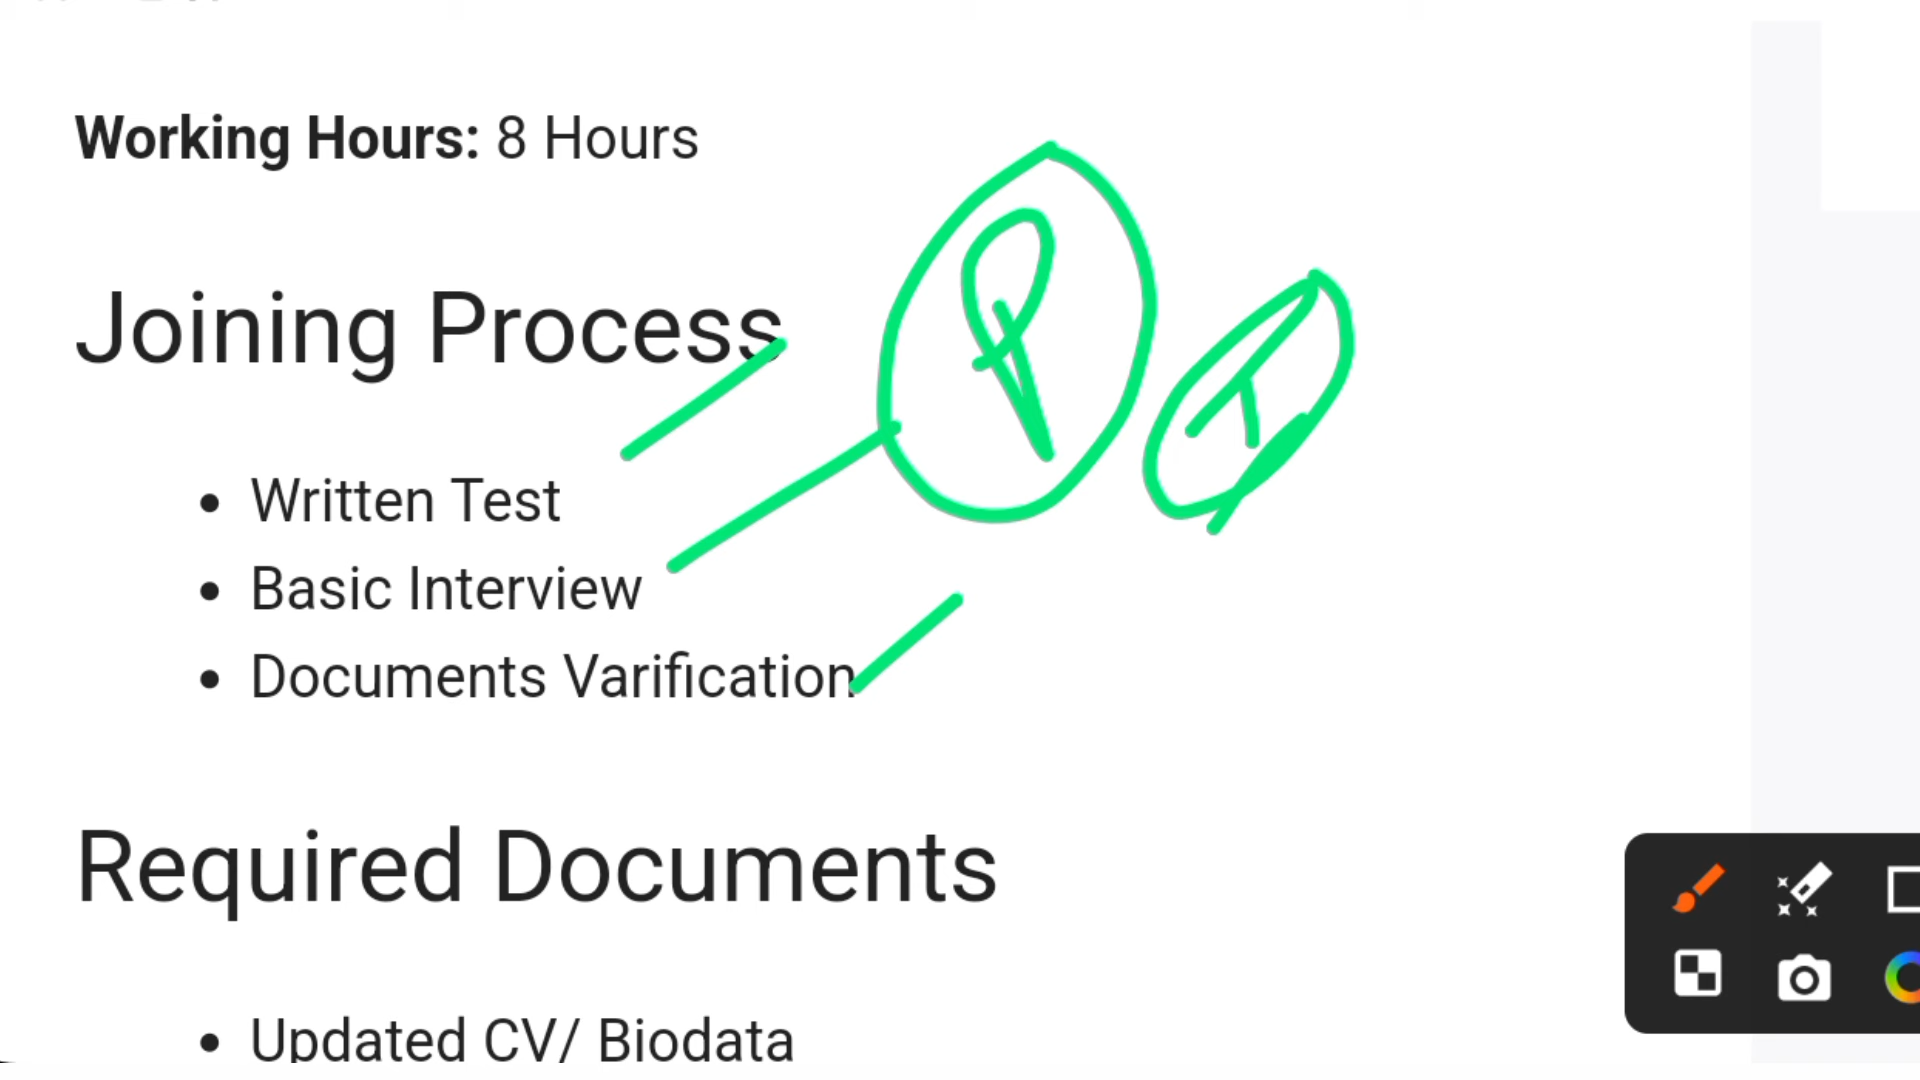 Working Hours: 8 Hours
Joining Process
Written Test
Basic Interview
Documents Varification
Required Documents
Updated CV/ Biodata